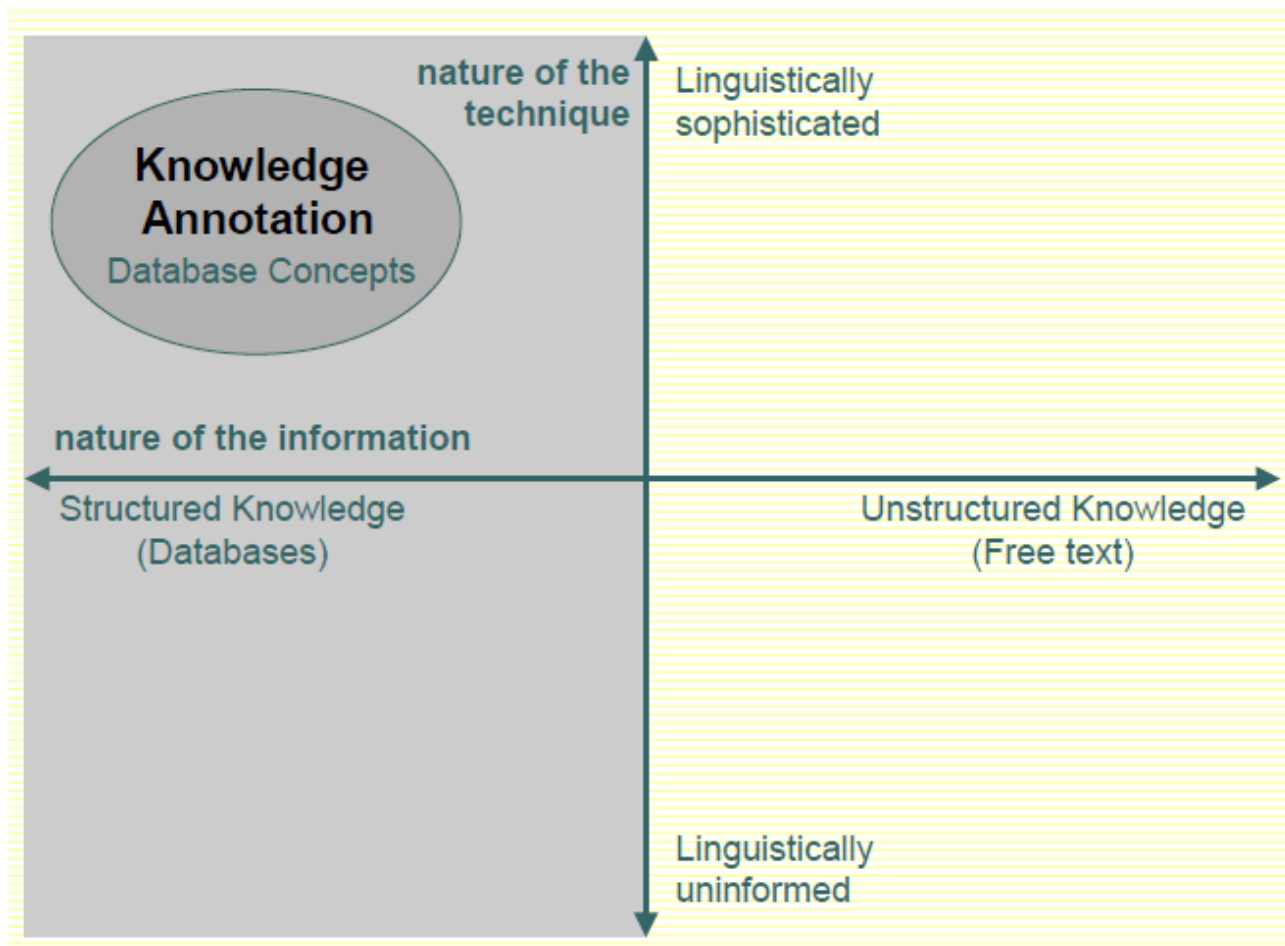 nature of the
technique
Linguistically
sophisticated
Knowledge
Annotation
Database Concepts
nature of the information
Structured Knowledge
(Databases)
Unstructured Knowledge
(Free text)
Linguistically
uninformed